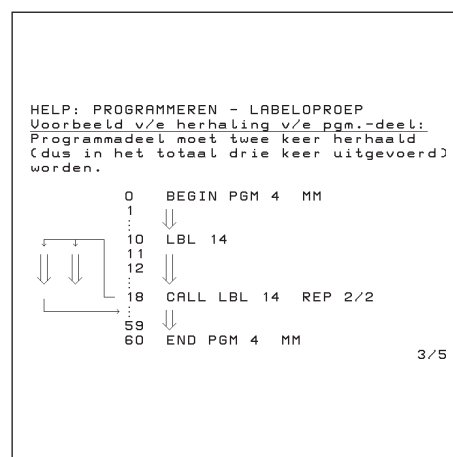 HELP: PROGRAMMEREN - LABELOPROEP
Voorbeeld v/e herhaling v/e pgm.-deel:
Programmadeel moet twee keer herhaald
(dus in het totaal drie keer uitgevoerd)
worden.
0 BEGIN PGM 4 MM
1
:
10 LBL 14
11
12
:
18 CALL LBL 14 REP 2/2
:
59
60 END PGM 4 MM
3/5